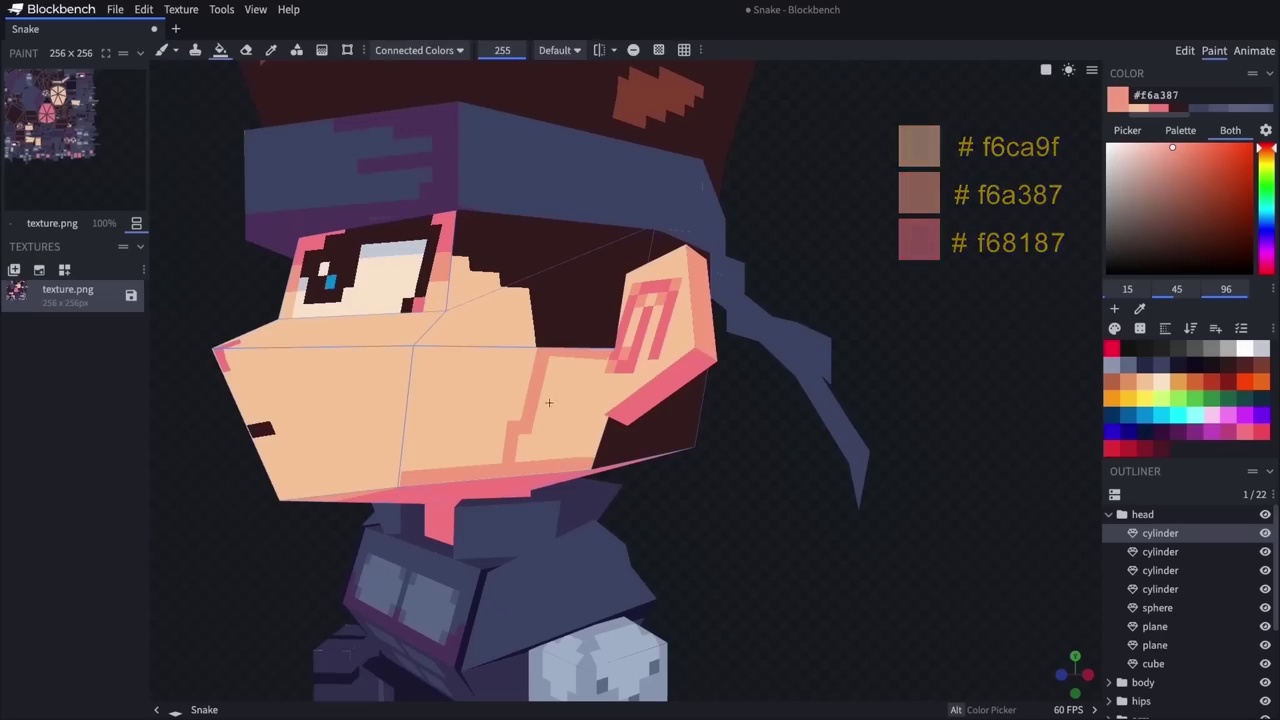 Blockbench File Edit Texture Tools View Help
Snake - Blockbench
Snake
PAINT 256 x 256
Connected Colors 255 Default
Edit Paint Animate
COLOR
#f6a387
Picker Palette Both
# f6ca9f
# f6a387
# f68187
texture.png 100%
TEXTURES
texture.png
256 x 256px
15 45 96
OUTLINER
1 / 22
head
cylinder
cylinder
cylinder
cylinder
sphere
plane
plane
cube
body
hips
Snake
Alt Color Picker 60 FPS